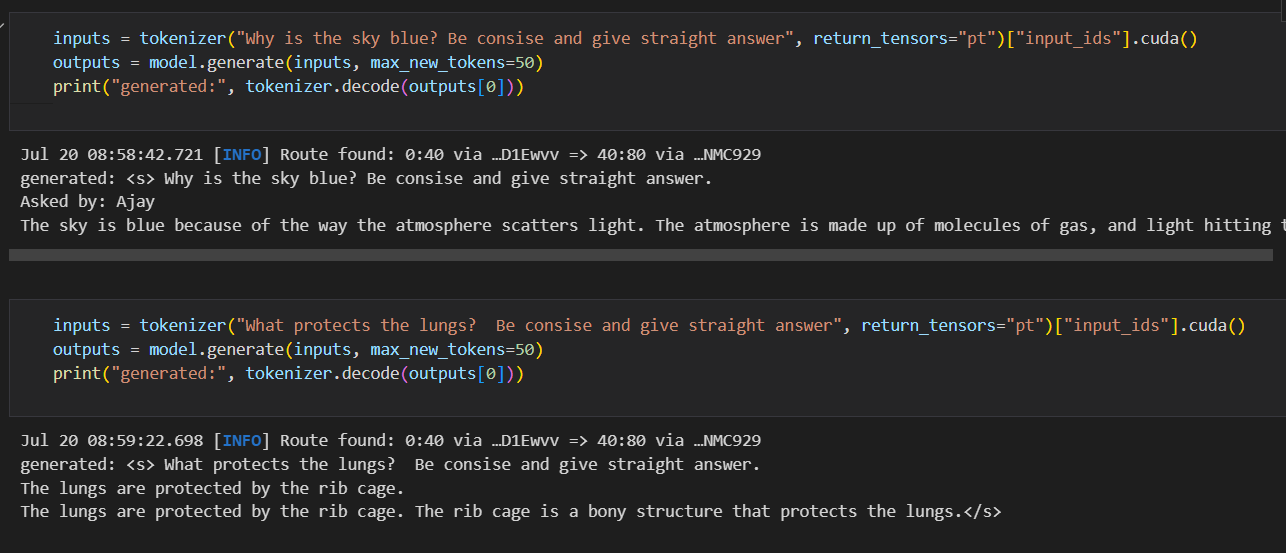 inputs = tokenizer("Why is the sky blue? Be consise and give straight answer", return_tensors="pt")["input_ids"].cuda()
outputs = model.generate(inputs, max_new_tokens=50)
print("generated:", tokenizer.decode(outputs[0]))
Jul 20 08:58:42.721 [INFO] Route found: 0:40 via …D1Ewvv => 40:80 via …NMC929
generated: <s> Why is the sky blue? Be consise and give straight answer.
Asked by: Ajay
The sky is blue because of the way the atmosphere scatters light. The atmosphere is made up of molecules of gas, and light hitting
inputs = tokenizer("What protects the lungs?  Be consise and give straight answer", return_tensors="pt")["input_ids"].cuda()
outputs = model.generate(inputs, max_new_tokens=50)
print("generated:", tokenizer.decode(outputs[0]))
Jul 20 08:59:22.698 [INFO] Route found: 0:40 via …D1Ewvv => 40:80 via …NMC929
generated: <s> What protects the lungs?  Be consise and give straight answer.
The lungs are protected by the rib cage.
The lungs are protected by the rib cage. The rib cage is a bony structure that protects the lungs.</s>